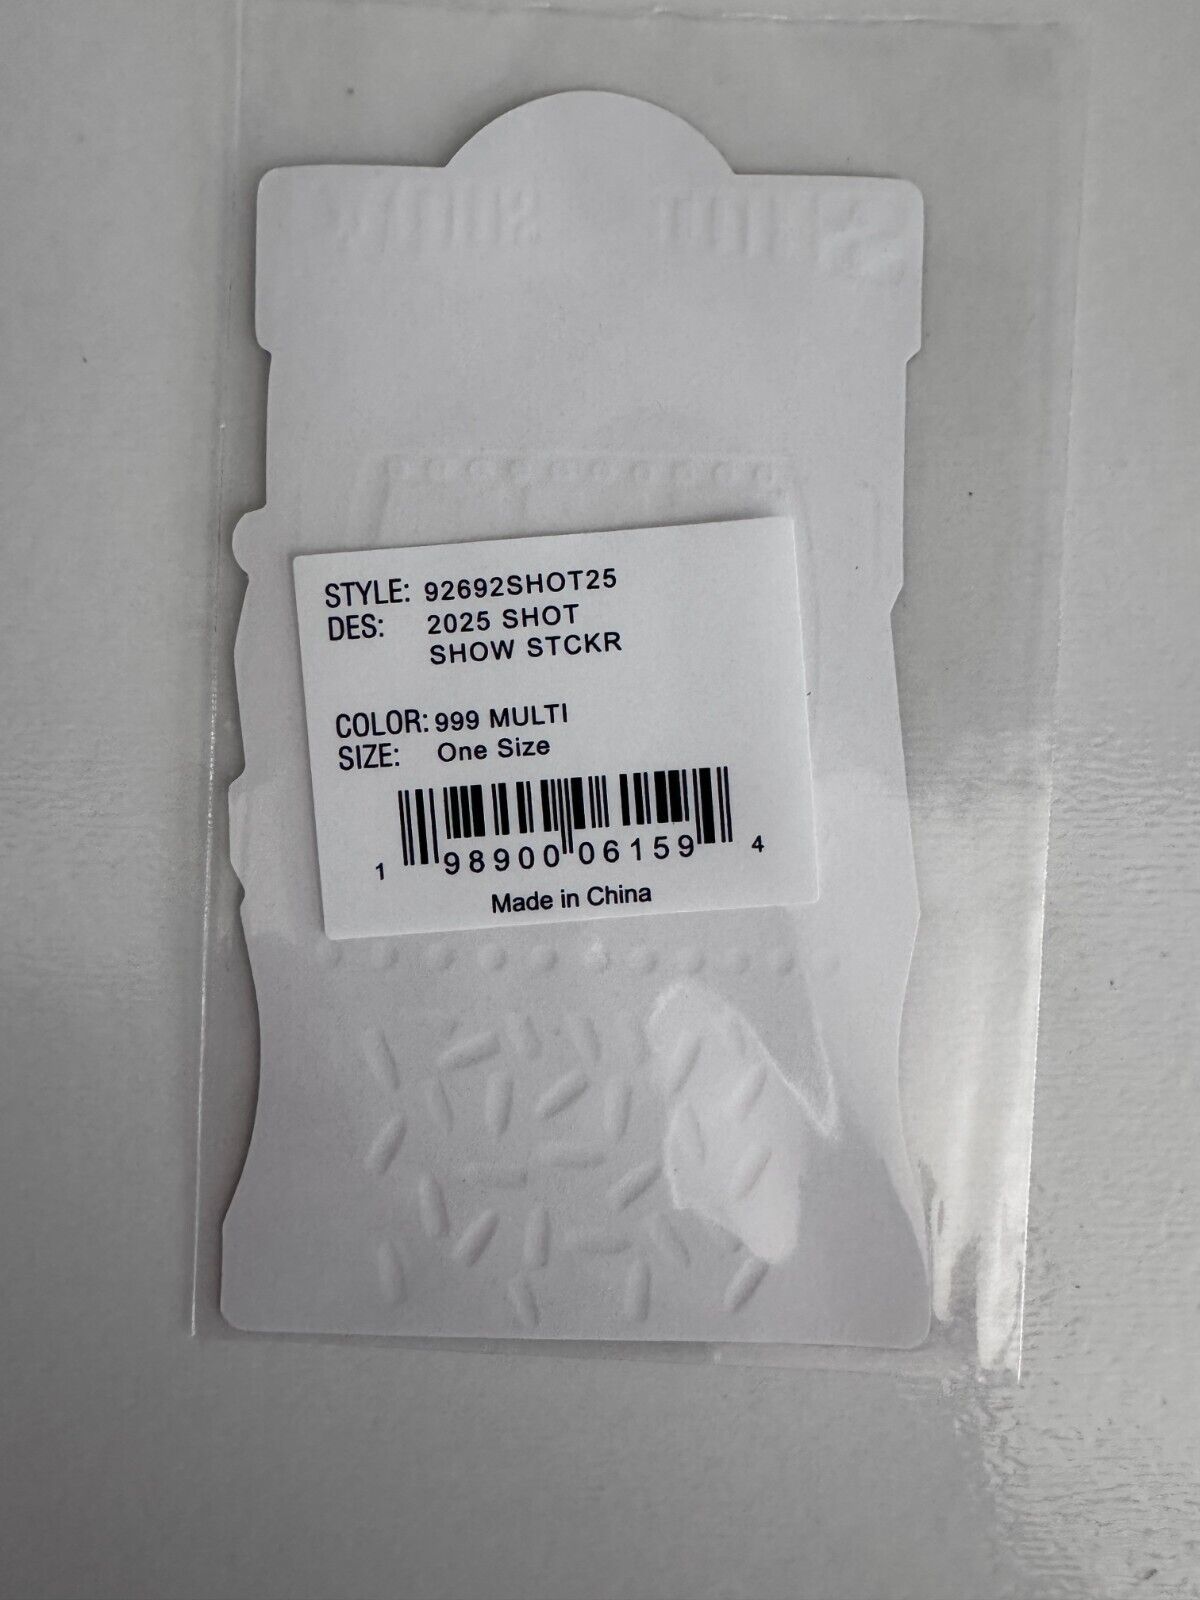 STYLE: 92692SHOT25
DES: 2025 SHOT
SHOW STCKR
COLOR: 999 MULTI
SIZE: One Size
1 98900 06159 4
Made in China